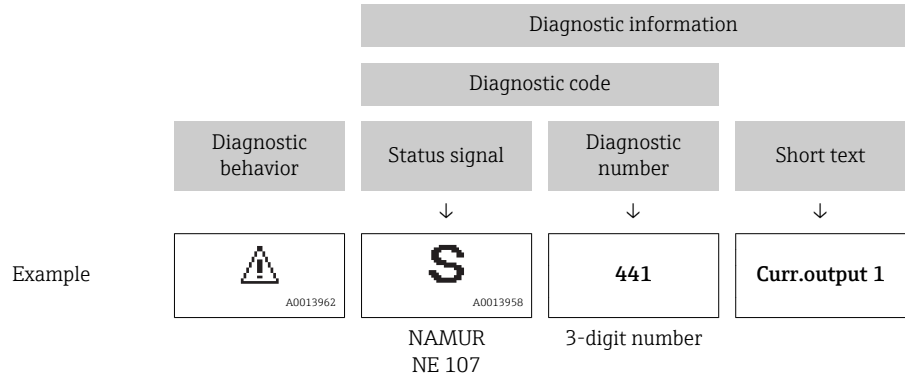 Diagnostic information
Diagnostic code
Diagnostic
behavior
Status signal
Diagnostic
number
Short text
↓ ↓ ↓
Example
A0013962
S
A0013958
441
Curr.output 1
NAMUR
NE 107
3-digit number